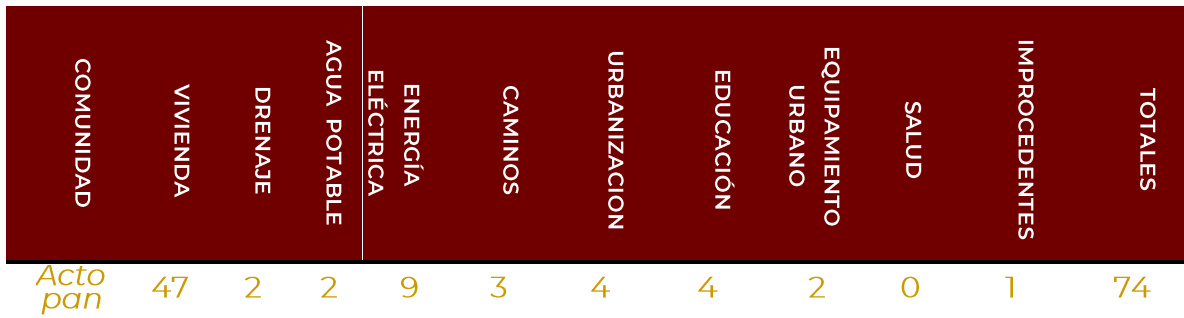 COMUNIDAD
VIVIENDA
DRENAJE
AGUA POTABLE
ENERGÍA
ELÉCTRICA
CAMINOS
URBANIZACION
EDUCACIÓN
EQUIPAMIENTO
URBANO
SALUD
IMPROCEDENTES
TOTALES
Acto
pan
47
2
2
9
3
4
4
2
0
1
74